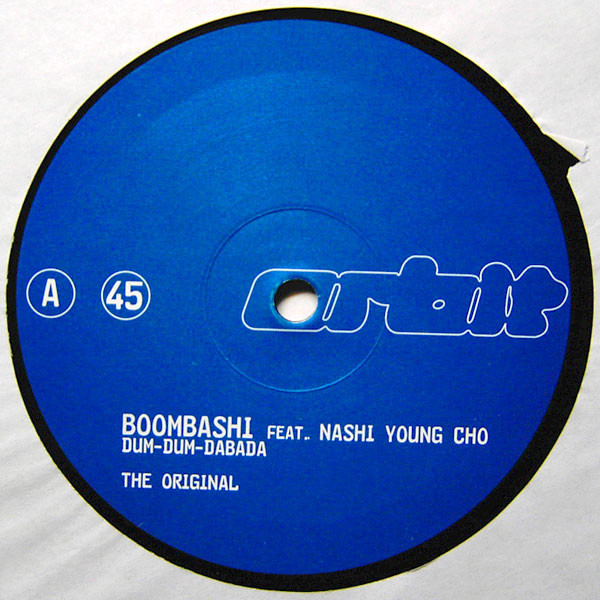 A 45 orbit
BOOMBASHI FEAT.. NASHI YOUNG CHO
DUM-DUM-DABADA
THE ORIGINAL